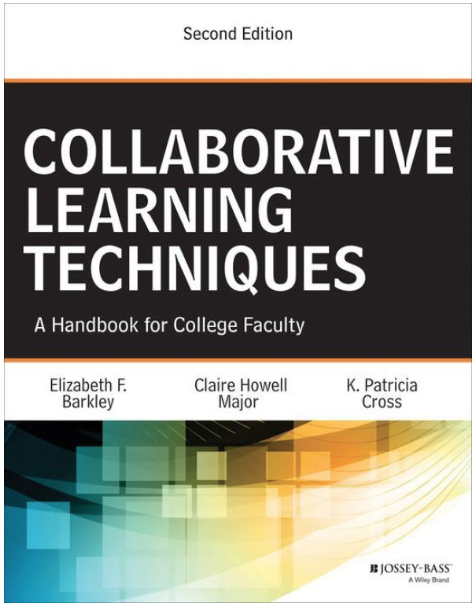 Second Edition
COLLABORATIVE
LEARNING
TECHNIQUES
A Handbook for College Faculty
Elizabeth F.
Barkley
Claire Howell
Major
K. Patricia
Cross
JOSSEY-BASS
A Wiley Brand